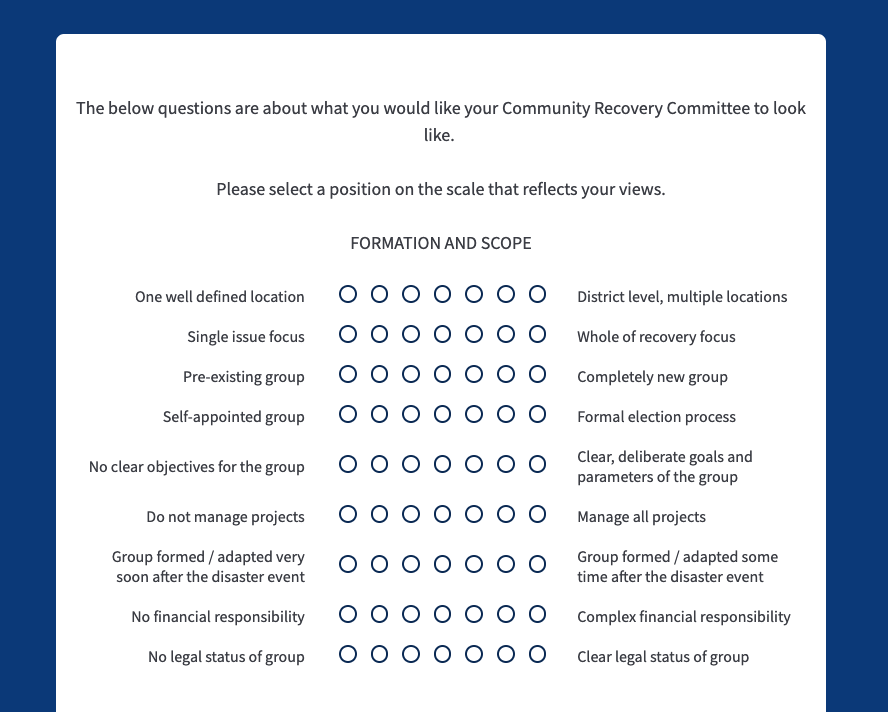 The below questions are about what you would like your Community Recovery Committee to look
like.
Please select a position on the scale that reflects your views.
FORMATION AND SCOPE
One well defined location
District level, multiple locations
Single issue focus
Whole of recovery focus
Pre-existing group
Completely new group
Self-appointed group
Formal election process
No clear objectives for the group
Clear, deliberate goals and
parameters of the group
Do not manage projects
Manage all projects
Group formed / adapted very
soon after the disaster event
Group formed / adapted some
time after the disaster event
No financial responsibility
Complex financial responsibility
No legal status of group
Clear legal status of group